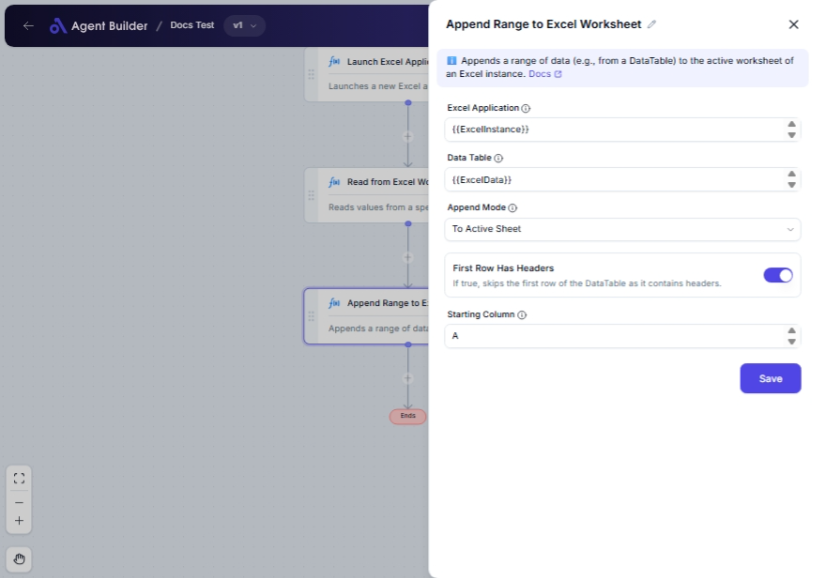 Agent Builder / Docs Test v1
Launch Excel Appli
Launches a new Excel a
Read from Excel Wo
Reads values from a spe
Append Range to E
Appends a range of data
Ends
Append Range to Excel Worksheet
Appends a range of data (e.g., from a DataTable) to the active worksheet of
an Excel instance. Docs
Excel Application
{{ExcelInstance}}
Data Table
{{ExcelData}}
Append Mode
To Active Sheet
First Row Has Headers
If true, skips the first row of the DataTable as it contains headers.
Starting Column
A
Save